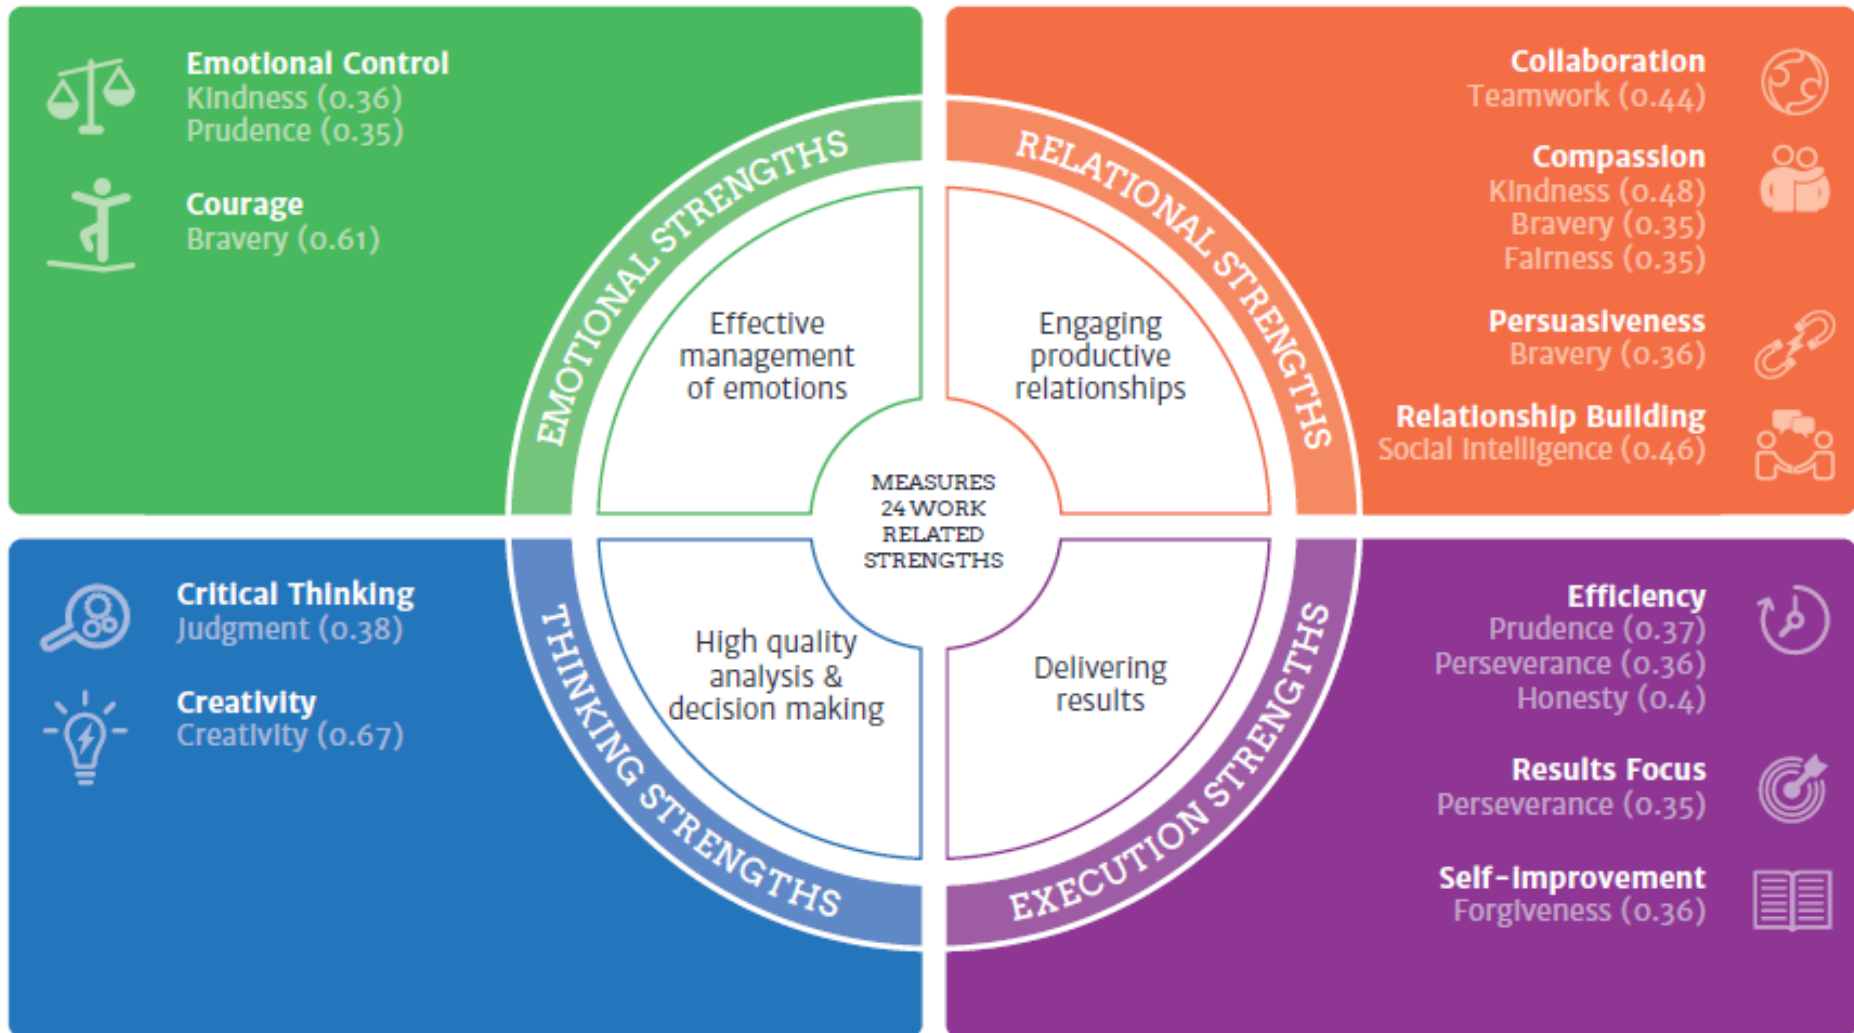 Emotional Control
Kindness (0.36)
Prudence (0.35)
Courage
Bravery (0.61)
EMOTIONAL STRENGTHS
Effective
management
of emotions
Collaboration
Teamwork (0.44)
Compassion
Kindness (0.48)
Bravery (0.35)
Fairness (0.35)
Persuasiveness
Bravery (0.36)
Relationship Building
Social Intelligence (0.46)
RELATIONAL STRENGTHS
Engaging
productive
relationships
MEASURES
24 WORK
RELATED
STRENGTHS
Critical Thinking
Judgment (0.38)
Creativity
Creativity (0.67)
THINKING STRENGTHS
High quality
analysis &
decision making
Efficiency
Prudence (0.37)
Perseverance (0.36)
Honesty (0.4)
Results Focus
Perseverance (0.35)
Self-Improvement
Forgiveness (0.36)
EXECUTION STRENGTHS
Delivering
results